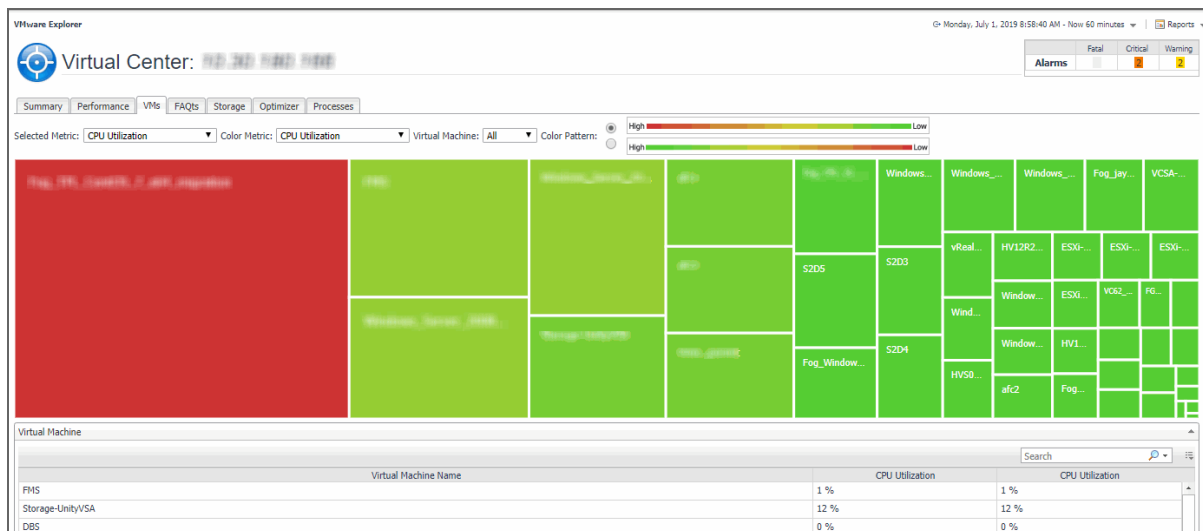 VMware Explorer
Monday, July 1, 2019 8:58:40 AM - Now 60 minutes
Reports
Virtual Center:
Fatal Critical Warning
Alarms 2 2
Summary Performance VMs FAQts Storage Optimizer Processes
Selected Metric: CPU Utilization Color Metric: CPU Utilization Virtual Machine: All Color Pattern:
High Low
High Low
Windows... Windows_... Windows_... Fog_jay... VCSA-...
vReal... HV12R2... ESXi-... ESXi-... ESXi-...
S2D5 S2D3
Window... ESXi... VC62_... FG...
Wind...
Window... HV1...
Fog_Window... S2D4
HVS0... afc2 Fog...
Virtual Machine
Search
Virtual Machine Name CPU Utilization CPU Utilization
FMS 1 % 1 %
Storage-UnityVSA 12 % 12 %
DBS 0 % 0 %